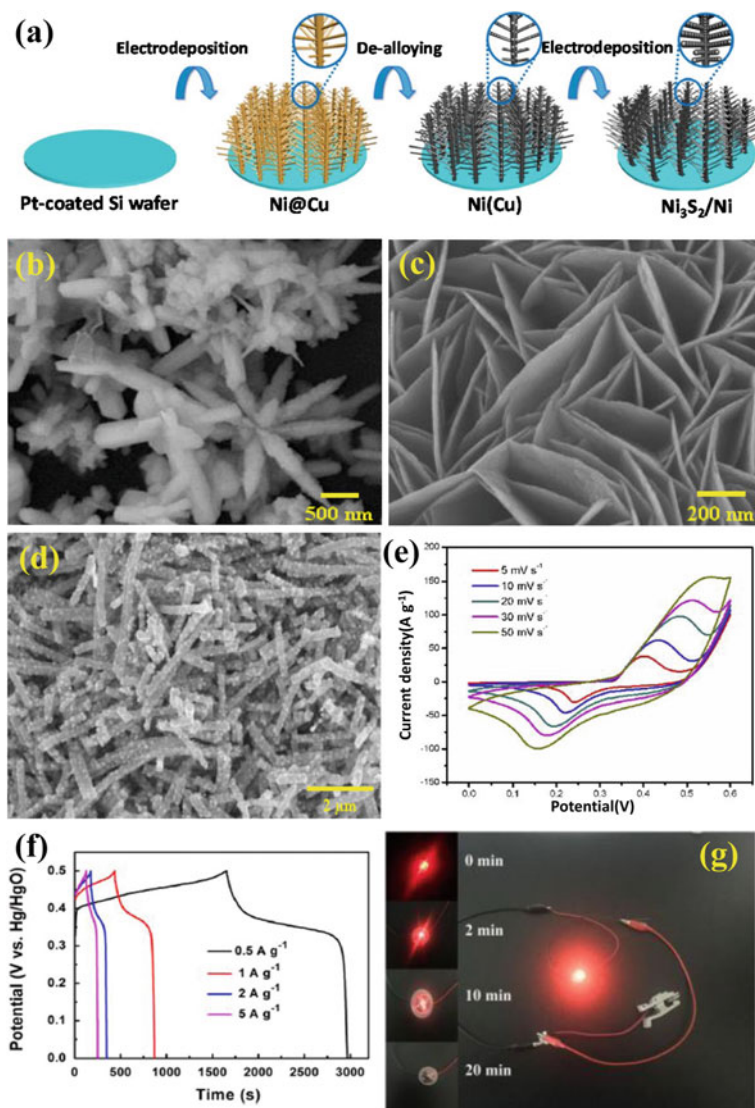 (a)
Electrodeposition De-alloying Electrodeposition
Pt-coated Si wafer Ni@Cu Ni(Cu) Ni₃S₂/Ni
(b)
500 nm
(c)
200 nm
(d)
2 μm
(e)
5 mV s⁻¹
10 mV s⁻
20 mV s⁻
30 mV s⁻
50 mV s⁻
Current density(A g⁻¹)
150
100
50
0
-50
-100
-150
0.0 0.1 0.2 0.3 0.4 0.5 0.6
Potential(V)
(f)
Potential (V vs. Hg/HgO)
0.5
0.4
0.3
0.2
0.1
0.0
0.5 A g⁻¹
1 A g⁻¹
2 A g⁻¹
5 A g⁻¹
0 500 1000 1500 2000 2500 3000
Time (s)
(g)
0 min
2 min
10 min
20 min